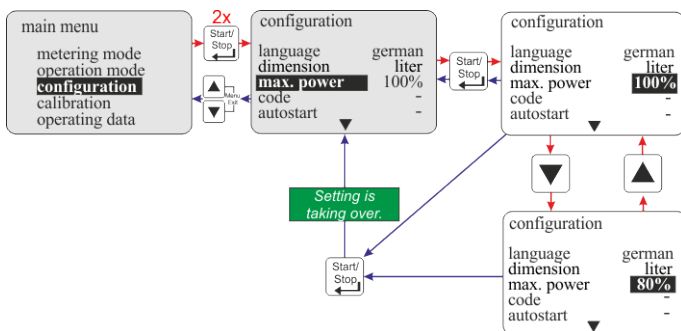 main menu
metering mode
operation mode
configuration
calibration
operating data
2x
Start/
Stop
Menu
Exit
configuration
language german
dimension liter
max. power 100%
code -
autostart -
Start/
Stop
configuration
language german
dimension liter
max. power 100%
code -
autostart -
Setting is
taking over.
Start/
Stop
configuration
language german
dimension liter
max. power 80%
code -
autostart -